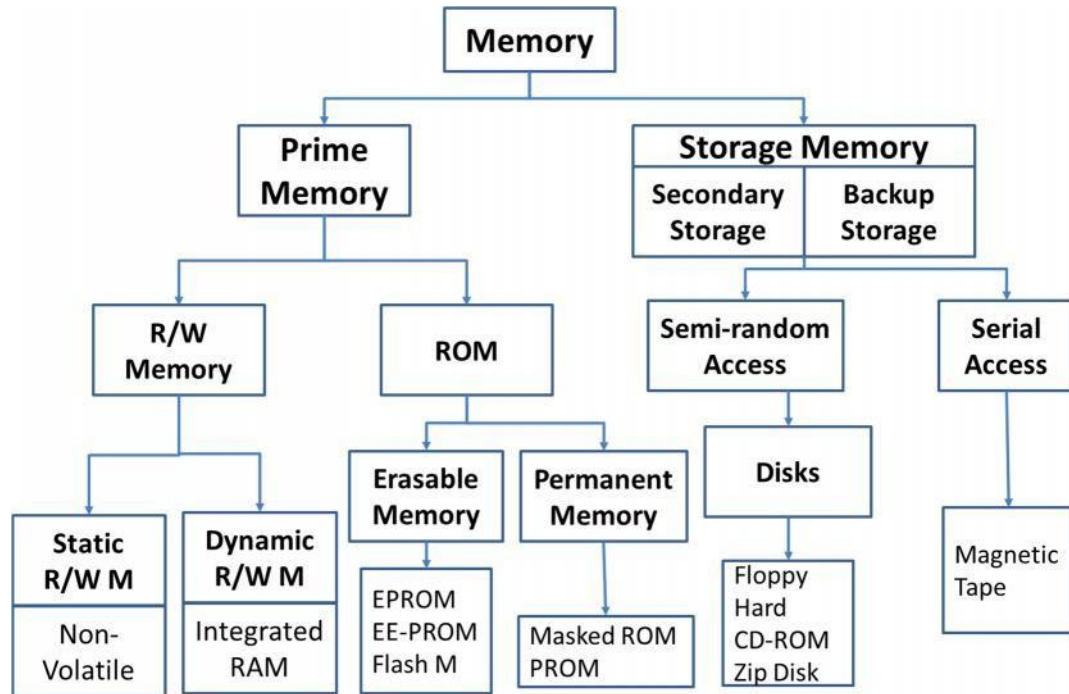 Memory
Prime
Memory
Storage Memory
Secondary
Storage
Backup
Storage
R/W
Memory
ROM
Semi-random
Access
Serial
Access
Erasable
Memory
Permanent
Memory
Disks
Static
R/W M
Non-
Volatile
Dynamic
R/W M
Integrated
RAM
EPROM
EE-PROM
Flash M
Masked ROM
PROM
Floppy
Hard
CD-ROM
Zip Disk
Magnetic
Tape